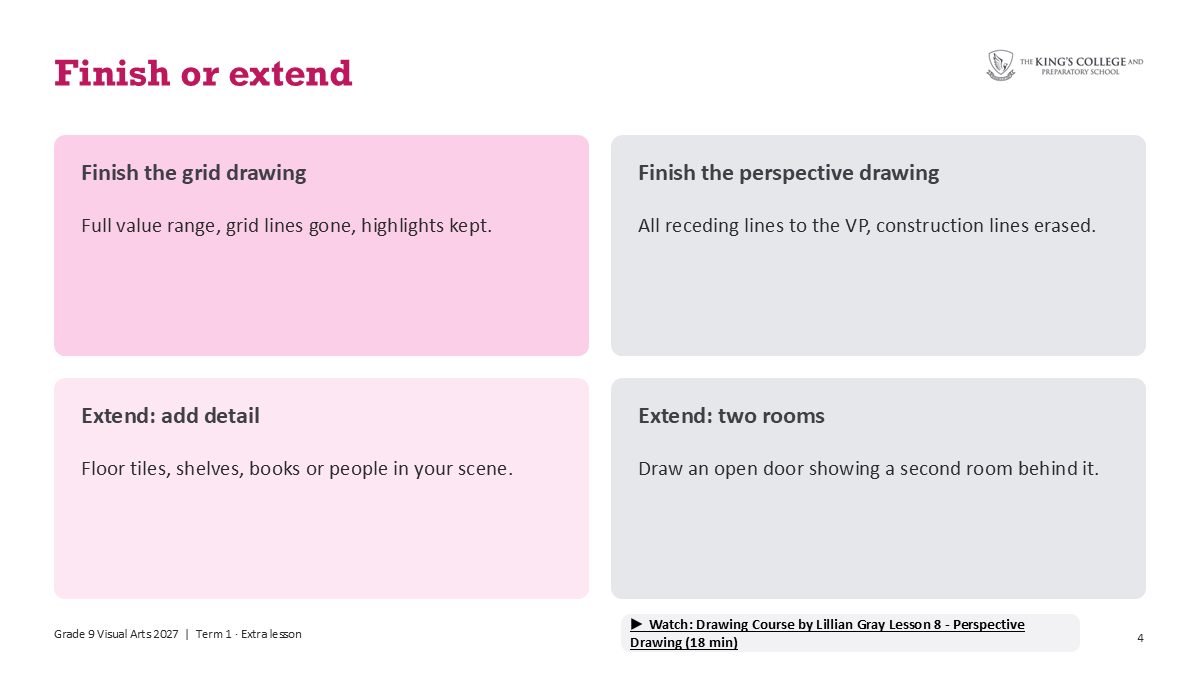 Finish or extend
THE KING'S COLLEGE AND
PREPARATORY SCHOOL
Finish the grid drawing
Full value range, grid lines gone, highlights kept.
Finish the perspective drawing
All receding lines to the VP, construction lines erased.
Extend: add detail
Floor tiles, shelves, books or people in your scene.
Extend: two rooms
Draw an open door showing a second room behind it.
Grade 9 Visual Arts 2027 | Term 1 · Extra lesson
▶ Watch: Drawing Course by Lillian Gray Lesson 8 - Perspective
Drawing (18 min)
4